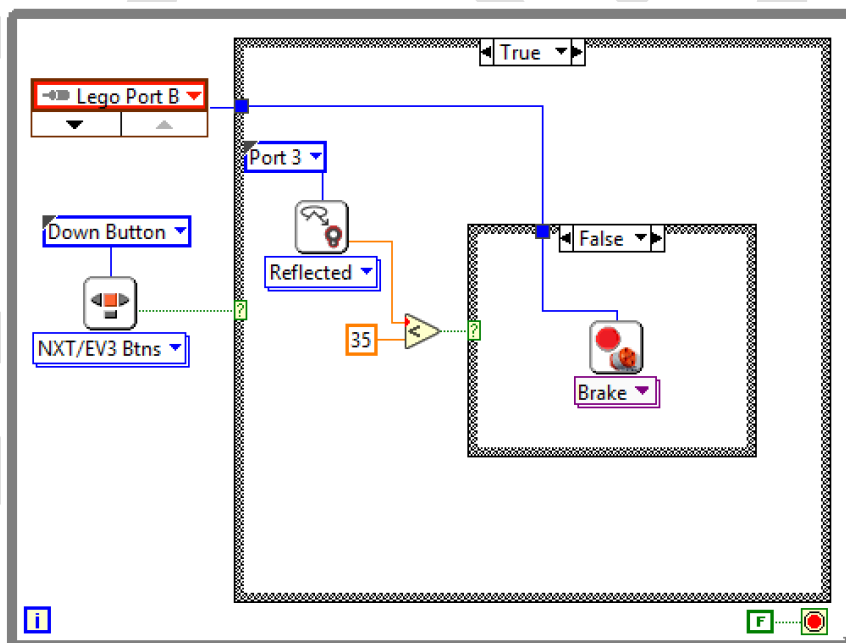 True
Lego Port B
Port 3
Down Button
False
Reflected
?
?
35
<
NXT/EV3 Btns
Brake
i
F